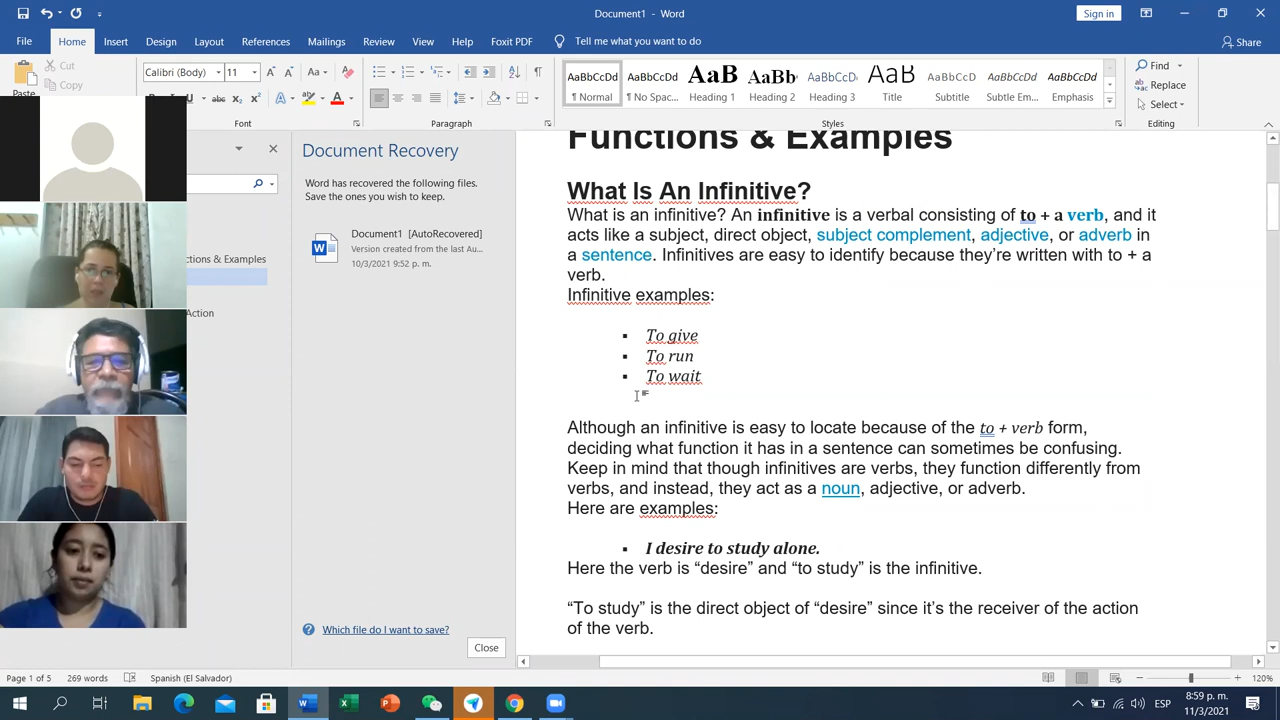 Document1 - Word
Sign in
File Home Insert Design Layout References Mailings Review View Help Foxit PDF Tell me what you want to do Share
Cut
Copy
Paste
Calibri (Body) 11
AaBbCcDd AaBbCcDd AaB AaBb AaBbCcD AaB AaBbCcD AaBbCcDd AaBbCcDd
¶ Normal ¶ No Spac... Heading 1 Heading 2 Heading 3 Title Subtitle Subtle Em... Emphasis
Find
Replace
Select
Font Paragraph Styles Editing
ctions & Examples
Action
Document Recovery
Word has recovered the following files.
Save the ones you wish to keep.
Document1 [AutoRecovered]
Version created from the last Au...
10/3/2021 9:52 p. m.
Which file do I want to save?
Close
Functions & Examples
What Is An Infinitive?
What is an infinitive? An infinitive is a verbal consisting of to + a verb, and it
acts like a subject, direct object, subject complement, adjective, or adverb in
a sentence. Infinitives are easy to identify because they’re written with to + a
verb.
Infinitive examples:
▪ To give
▪ To run
▪ To wait
Although an infinitive is easy to locate because of the to + verb form,
deciding what function it has in a sentence can sometimes be confusing.
Keep in mind that though infinitives are verbs, they function differently from
verbs, and instead, they act as a noun, adjective, or adverb.
Here are examples:
▪ I desire to study alone.
Here the verb is “desire” and “to study” is the infinitive.
“To study” is the direct object of “desire” since it’s the receiver of the action
of the verb.
Page 1 of 5 269 words Spanish (El Salvador) 120%
ESP
8:59 p. m.
11/3/2021